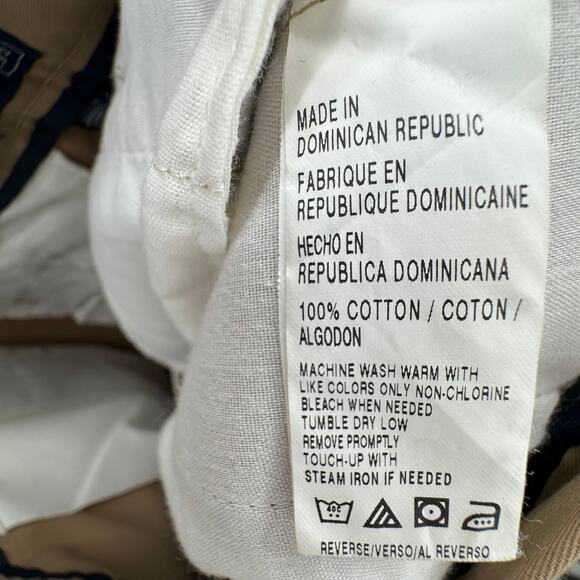 MADE IN
DOMINICAN REPUBLIC
FABRIQUE EN
REPUBLIQUE DOMINICAINE
HECHO EN
REPUBLICA DOMINICANA
100% COTTON / COTON /
ALGODON
MACHINE WASH WARM WITH
LIKE COLORS ONLY NON-CHLORINE
BLEACH WHEN NEEDED
TUMBLE DRY LOW
REMOVE PROMPTLY
TOUCH-UP WITH
STEAM IRON IF NEEDED
40C
REVERSE/VERSO/AL REVERSO